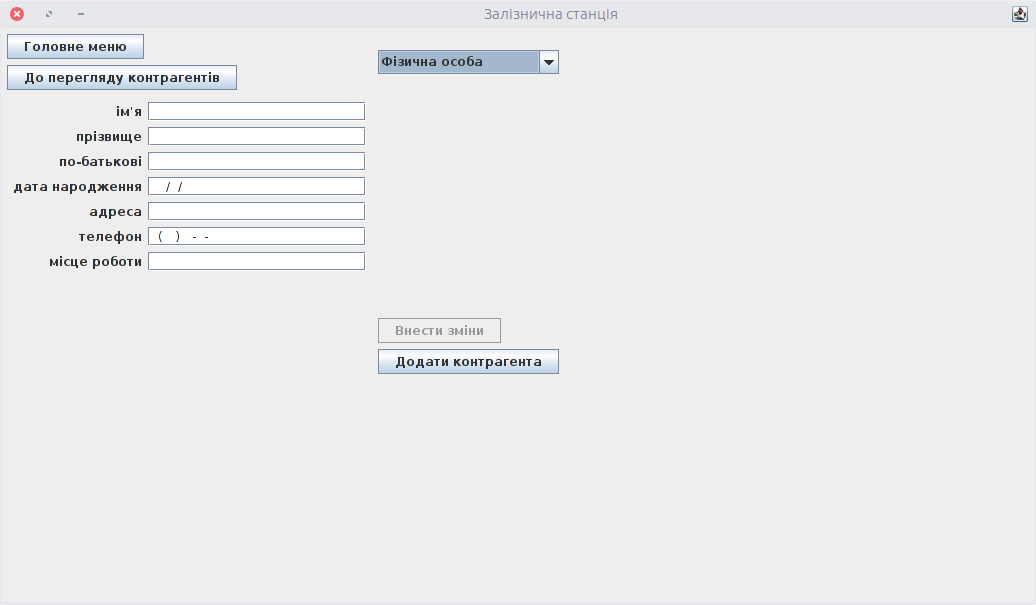 Залізнична станція
Головне меню
Фізична особа
До перегляду контрагентів
ім'я
прізвище
по-батькові
дата народження / /
адреса
телефон ( ) - -
місце роботи
Внести зміни
Додати контрагента